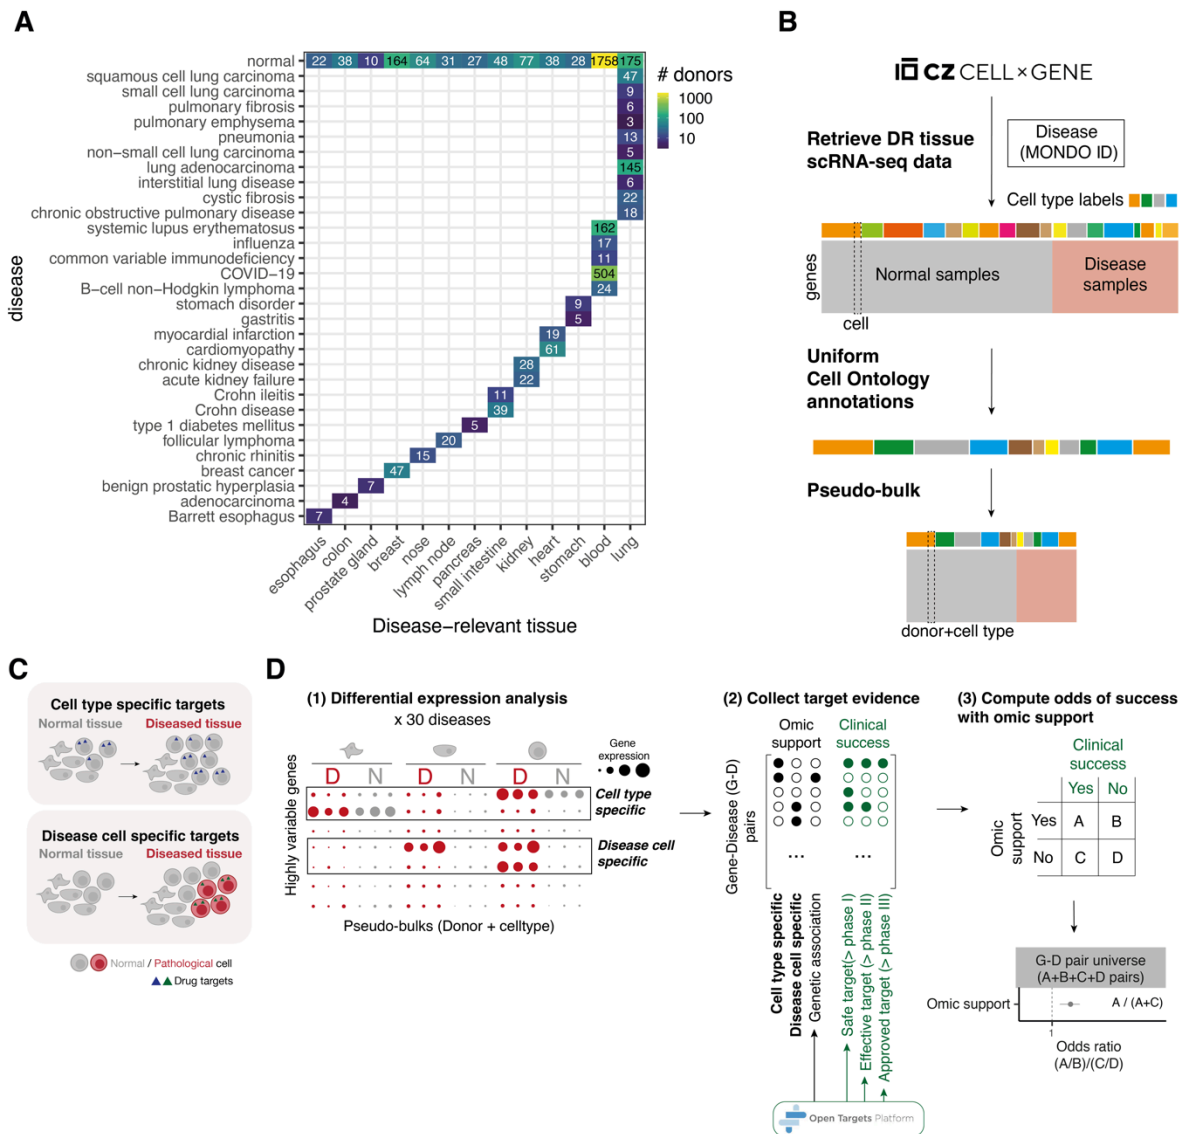 A
normal 22 38 10 164 64 31 27 48 77 38 28 1758 175
squamous cell lung carcinoma 47
small cell lung carcinoma 9
pulmonary fibrosis 6
pulmonary emphysema 3
pneumonia 13
non−small cell lung carcinoma 5
lung adenocarcinoma 145
interstitial lung disease 6
cystic fibrosis 22
chronic obstructive pulmonary disease 18
systemic lupus erythematosus 162
influenza 17
common variable immunodeficiency 11
COVID−19 504
B−cell non−Hodgkin lymphoma 24
stomach disorder 9
gastritis 5
myocardial infarction 19
cardiomyopathy 61
chronic kidney disease 28
acute kidney failure 22
Crohn ileitis 11
Crohn disease 39
type 1 diabetes mellitus 5
follicular lymphoma 20
chronic rhinitis 15
breast cancer 47
benign prostatic hyperplasia 7
adenocarcinoma 4
Barrett esophagus 7
disease
esophagus
colon
prostate gland
breast
nose
lymph node
pancreas
small intestine
kidney
heart
stomach
blood
lung
Disease−relevant tissue
# donors
1000
100
10
B
CZ CELL×GENE
Retrieve DR tissue
scRNA-seq data
Disease
(MONDO ID)
Cell type labels
genes
Normal samples
Disease
samples
cell
Uniform
Cell Ontology
annotations
Pseudo-bulk
donor+cell type
C
Cell type specific targets
Normal tissue Diseased tissue
Disease cell specific targets
Normal tissue Diseased tissue
Normal / Pathological cell
Drug targets
D
(1) Differential expression analysis
x 30 diseases
Gene
expression
D N D N D N
Highly variable genes
Cell type
specific
Disease cell
specific
Pseudo-bulks (Donor + celltype)
(2) Collect target evidence
Omic
support
Clinical
success
Gene-Disease (G-D)
pairs
... ...
Cell type specific
Disease cell specific
Genetic association
Safe target(> phase I)
Effective target (> phase II)
Approved target (> phase III)
Open Targets Platform
(3) Compute odds of success
with omic support
Clinical
success
Yes No
Omic
support
Yes A B
No C D
G-D pair universe
(A+B+C+D pairs)
Omic support
A / (A+C)
1
Odds ratio
(A/B)/(C/D)